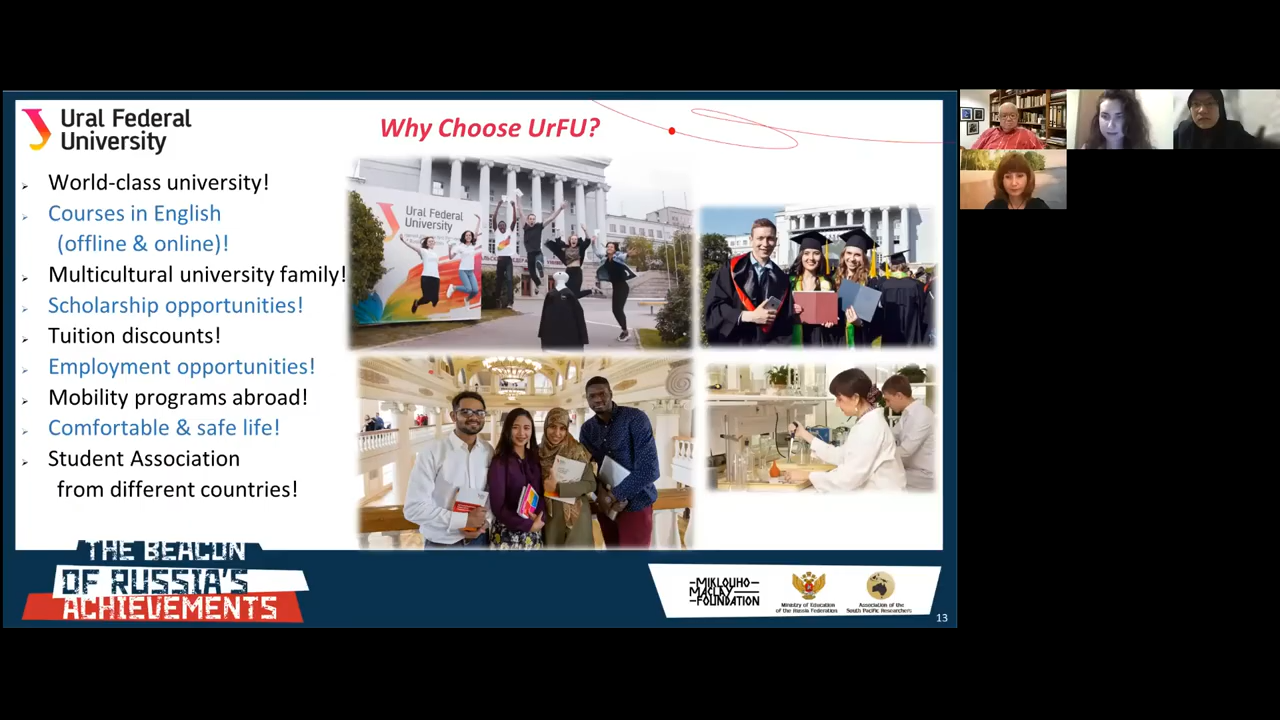 Ural Federal
University
Why Choose UrFU?
World-class university!
Courses in English
(offline & online)!
Multicultural university family!
Scholarship opportunities!
Tuition discounts!
Employment opportunities!
Mobility programs abroad!
Comfortable & safe life!
Student Association
from different countries!
Ural Federal
University
THE BEACON
OF RUSSIA'S
ACHIEVEMENTS
MIKLOUHO
MACLAY
FOUNDATION
Ministry of Education
of the Russia Federation
Association of the
South Pacific Researchers
13